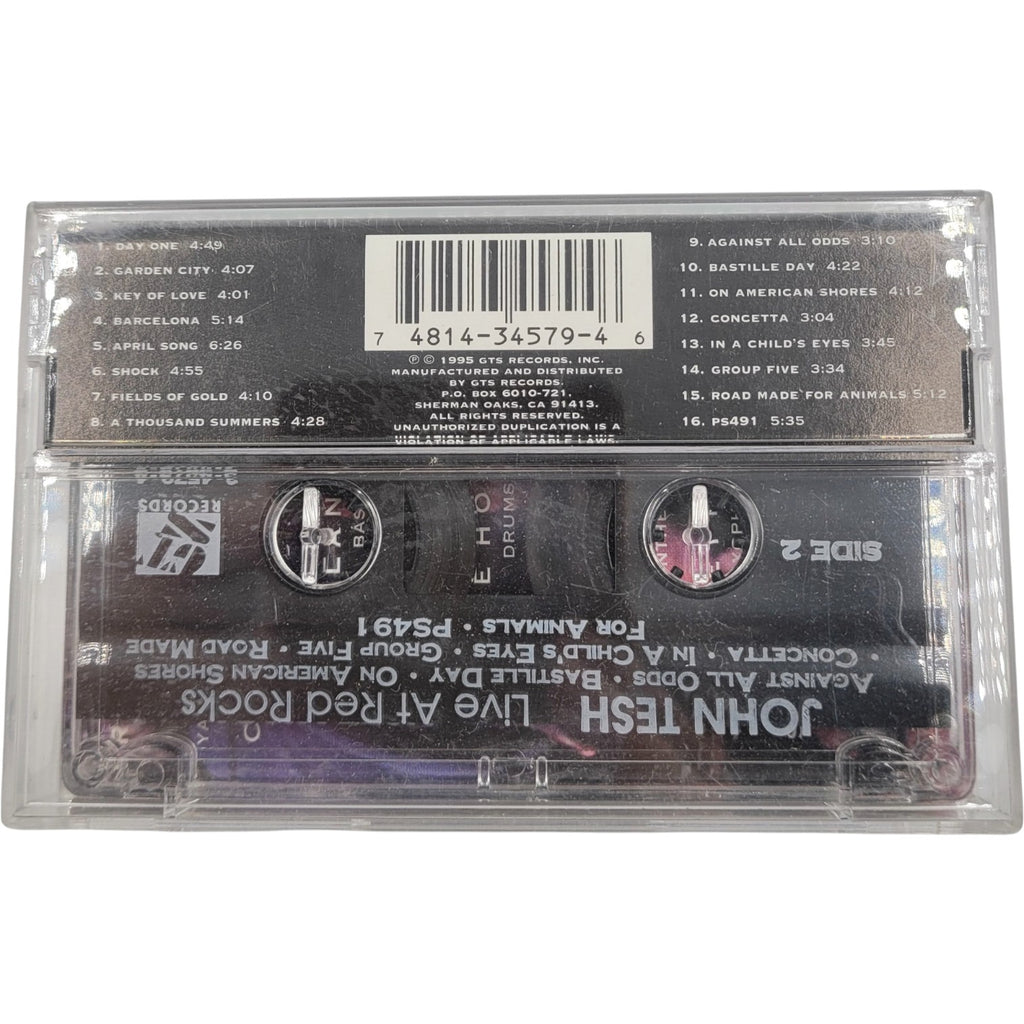 1. DAY ONE 4:49
2. GARDEN CITY 4:07
3. KEY OF LOVE 4:01
4. BARCELONA 5:14
5. APRIL SONG 6:26
6. SHOCK 4:55
7. FIELDS OF GOLD 4:10
8. A THOUSAND SUMMERS 4:28
7 4814-34579-4 6
℗ © 1995 GTS RECORDS, INC.
MANUFACTURED AND DISTRIBUTED
BY GTS RECORDS.
P.O. BOX 6010-721,
SHERMAN OAKS, CA 91413.
ALL RIGHTS RESERVED.
UNAUTHORIZED DUPLICATION IS A
VIOLATION OF APPLICABLE LAWS.
9. AGAINST ALL ODDS 3:10
10. BASTILLE DAY 4:22
11. ON AMERICAN SHORES 4:12
12. CONCETTA 3:04
13. IN A CHILD'S EYES 3:45
14. GROUP FIVE 3:34
15. ROAD MADE FOR ANIMALS 5:12
16. PS491 5:35
JOHN TESH Live At Red Rocks
AGAINST ALL ODDS • BASTILLE DAY • ON AMERICAN SHORES
• CONCETTA • IN A CHILD'S EYES • GROUP FIVE • ROAD MADE
FOR ANIMALS • PS491
SIDE 2
RECORDS
DRUMS